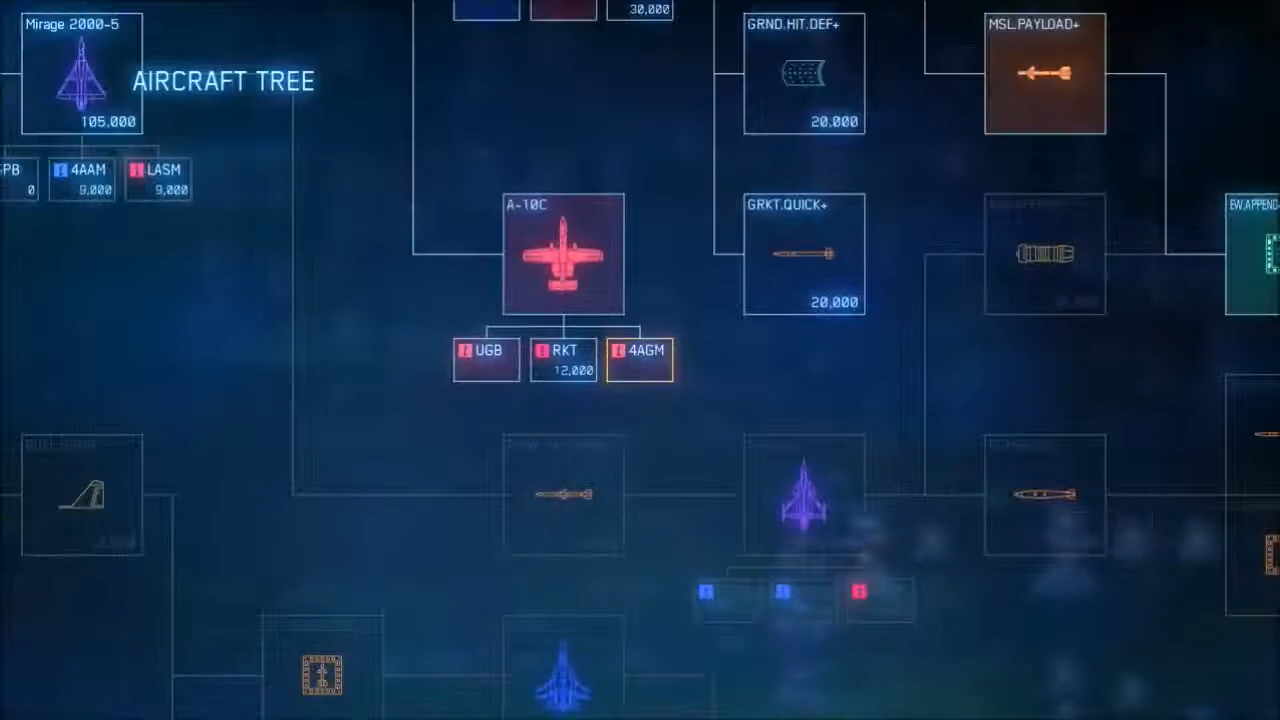 30,000
Mirage 2000-5
105,000
AIRCRAFT TREE
GRND.HIT.DEF+
20,000
MSL.PAYLOAD+
PB
0
4AAM
9,000
LASM
9,000
A-10C
GRKT.QUICK+
20,000
EW.APPEND
UGB
RKT
12,000
4AGM